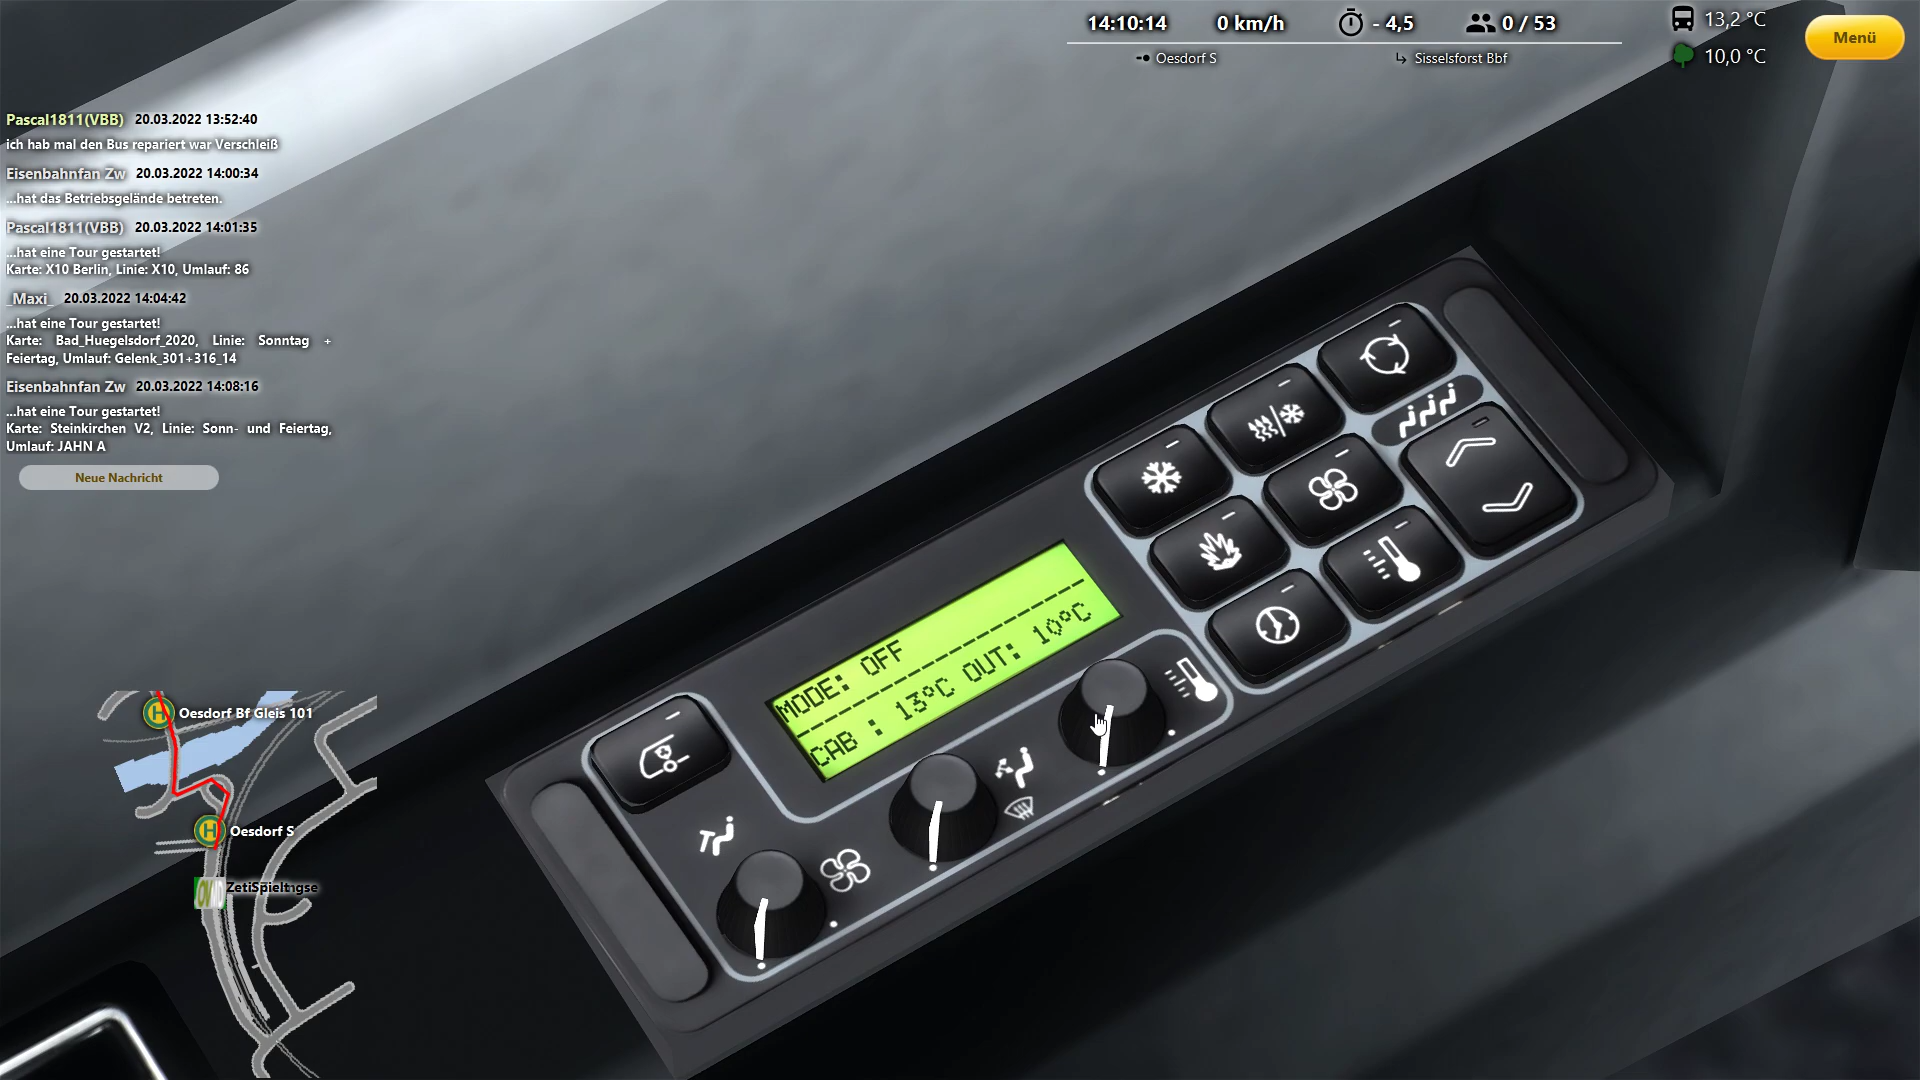 14:10:14 0 km/h - 4,5 0 / 53
Oesdorf S Sisselsforst Bbf
13,2 °C
10,0 °C
Menü
Pascal1811(VBB) 20.03.2022 13:52:40
ich hab mal den Bus repariert war Verschleiß
Eisenbahnfan Zw 20.03.2022 14:00:34
...hat das Betriebsgelände betreten.
Pascal1811(VBB) 20.03.2022 14:01:35
...hat eine Tour gestartet!
Karte: X10 Berlin, Linie: X10, Umlauf: 86
_Maxi_ 20.03.2022 14:04:42
...hat eine Tour gestartet!
Karte: Bad_Huegelsdorf_2020, Linie: Sonntag +
Feiertag, Umlauf: Gelenk_301+316_14
Eisenbahnfan Zw 20.03.2022 14:08:16
...hat eine Tour gestartet!
Karte: Steinkirchen V2, Linie: Sonn- und Feiertag,
Umlauf: JAHN A
Neue Nachricht
MODE: OFF
CAB : 13°C OUT: 10°C
H Oesdorf Bf Gleis 101
H Oesdorf S